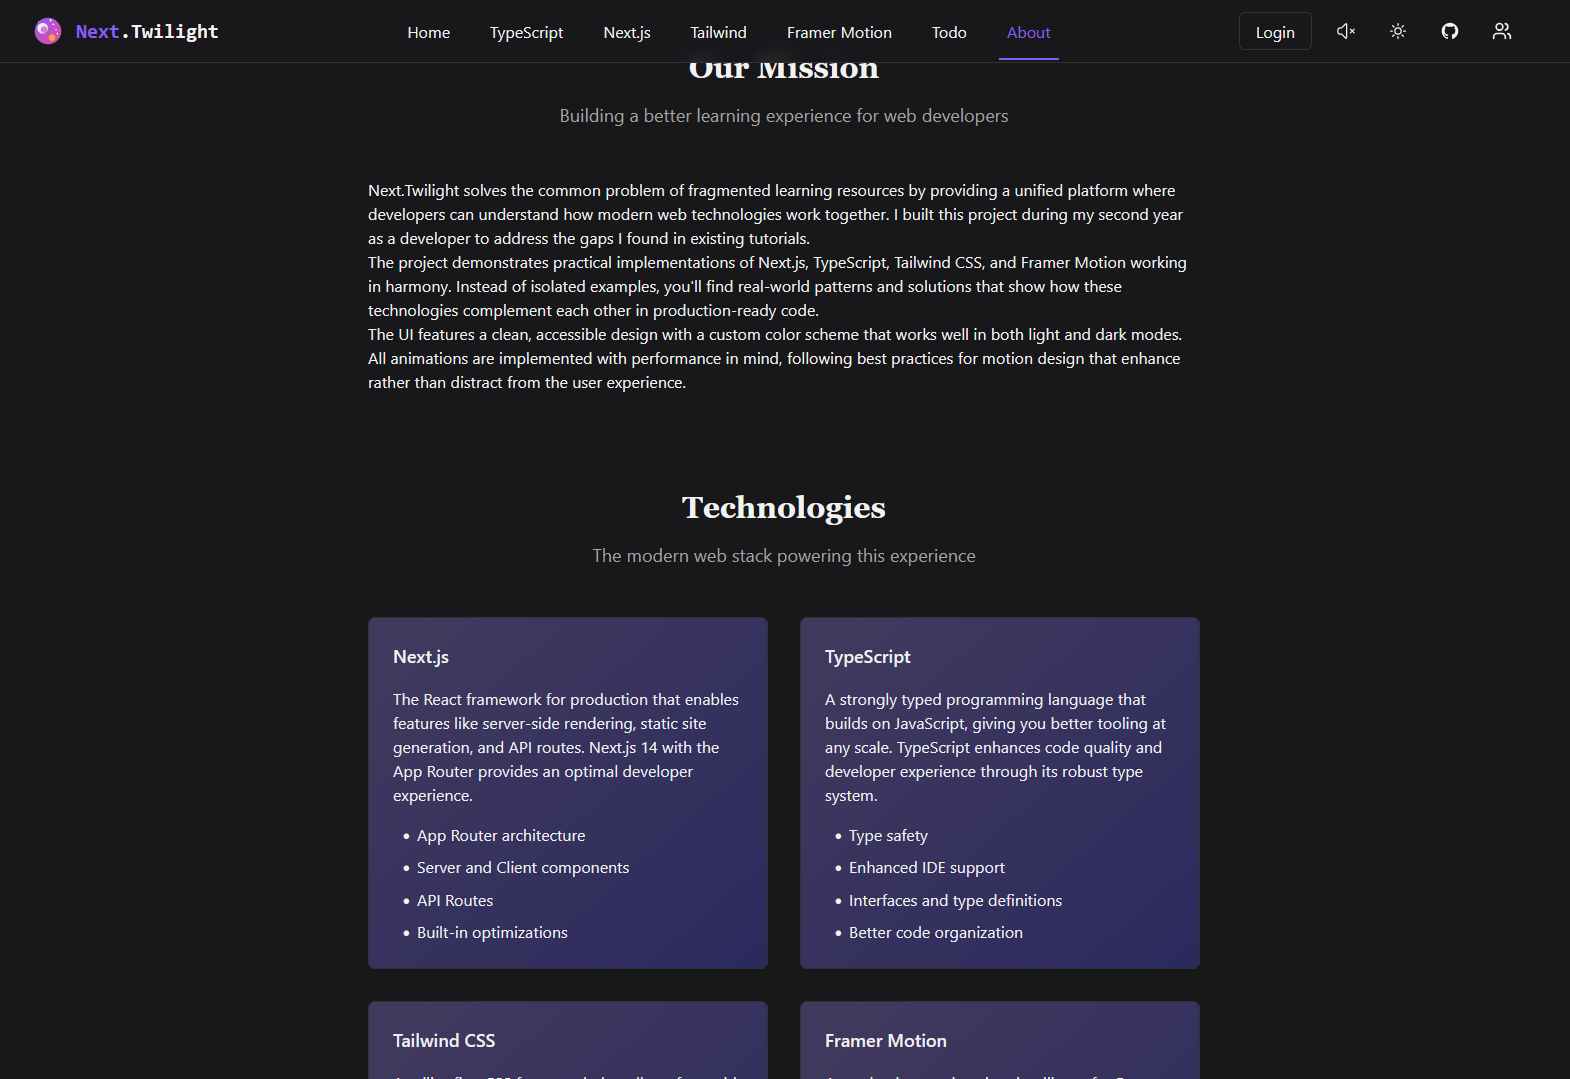 Next.Twilight
Home
TypeScript
Next.js
Tailwind
Framer Motion
Todo
About
Login
Our Mission
Building a better learning experience for web developers
Next.Twilight solves the common problem of fragmented learning resources by providing a unified platform where
developers can understand how modern web technologies work together. I built this project during my second year
as a developer to address the gaps I found in existing tutorials.
The project demonstrates practical implementations of Next.js, TypeScript, Tailwind CSS, and Framer Motion working
in harmony. Instead of isolated examples, you'll find real-world patterns and solutions that show how these
technologies complement each other in production-ready code.
The UI features a clean, accessible design with a custom color scheme that works well in both light and dark modes.
All animations are implemented with performance in mind, following best practices for motion design that enhance
rather than distract from the user experience.
Technologies
The modern web stack powering this experience
Next.js
The React framework for production that enables
features like server-side rendering, static site
generation, and API routes. Next.js 14 with the
App Router provides an optimal developer
experience.
• App Router architecture
• Server and Client components
• API Routes
• Built-in optimizations
TypeScript
A strongly typed programming language that
builds on JavaScript, giving you better tooling at
any scale. TypeScript enhances code quality and
developer experience through its robust type
system.
• Type safety
• Enhanced IDE support
• Interfaces and type definitions
• Better code organization
Tailwind CSS
Framer Motion